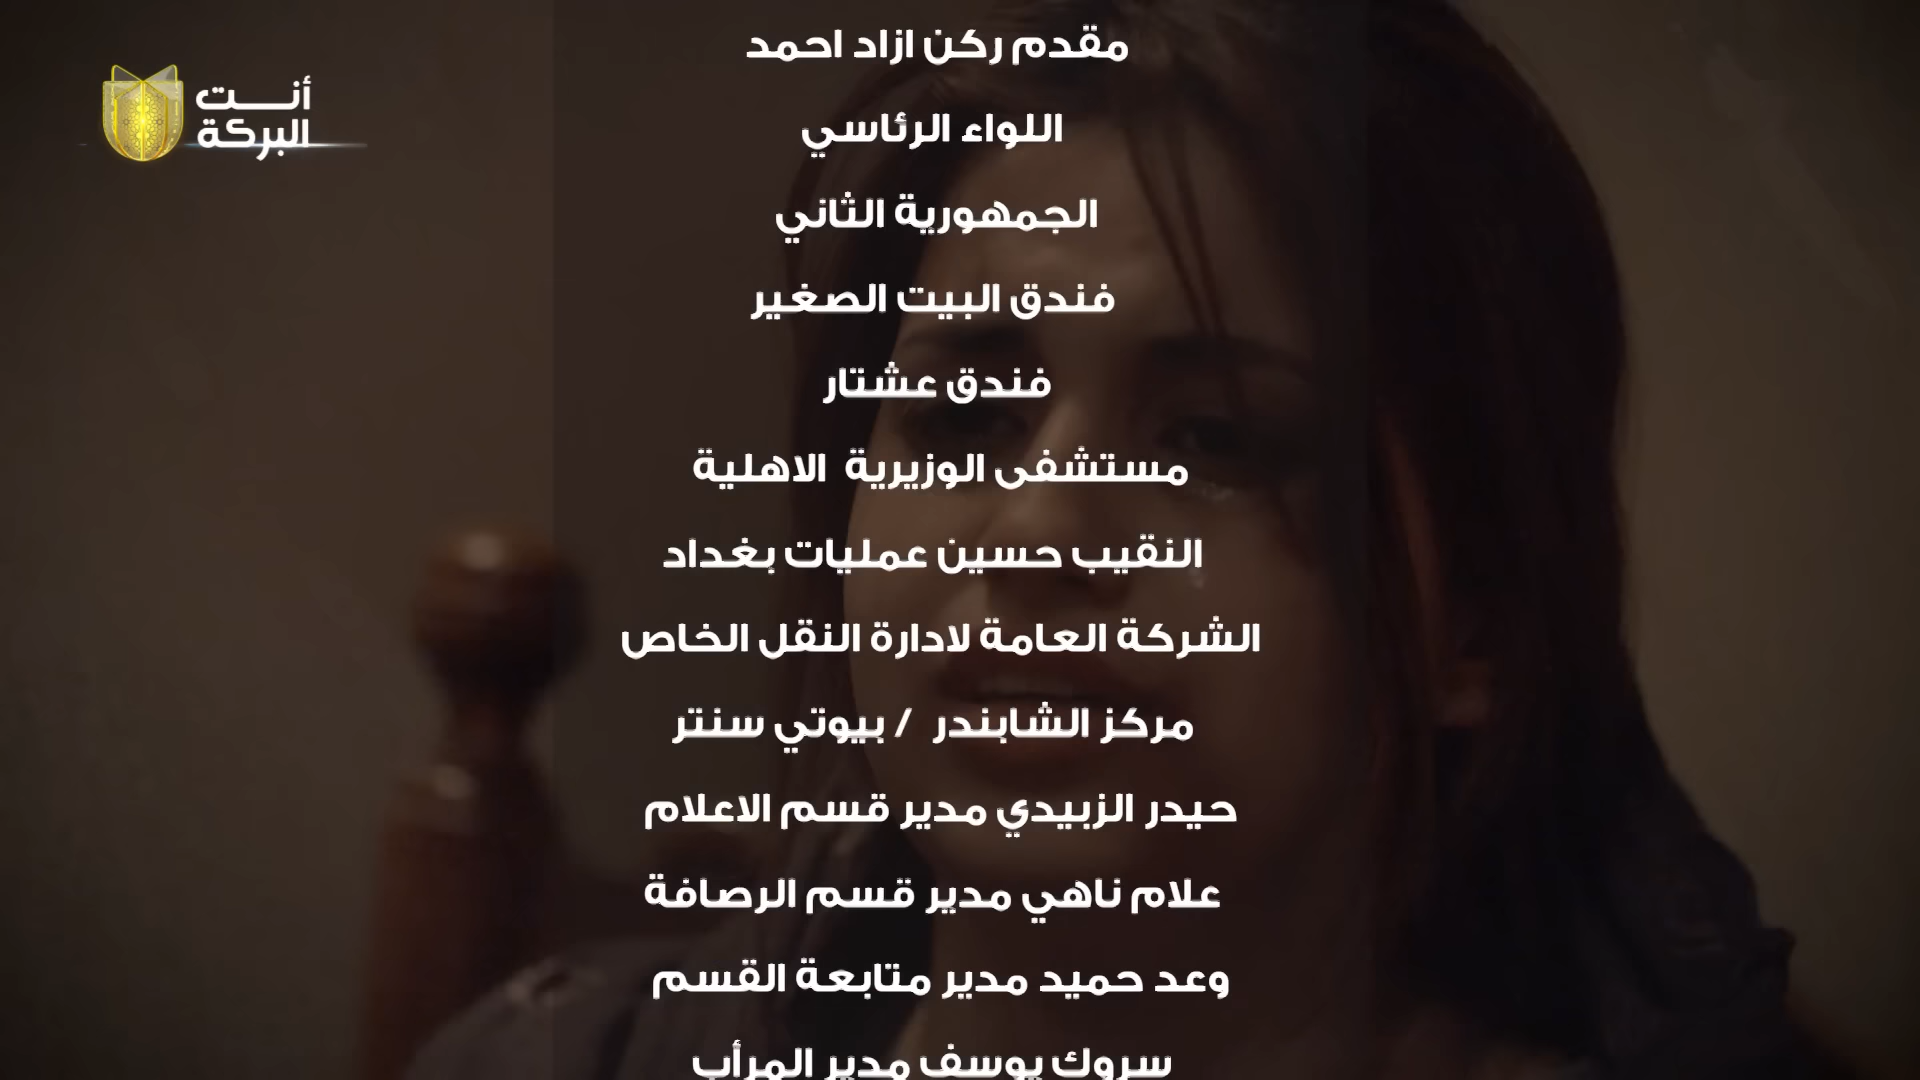 مقدم ركن ازاد احمد
أنت
البركة
اللواء الرئاسي
الجمهورية الثاني
فندق البيت الصغير
فندق عشتار
مستشفى الوزيرية الاهلية
النقيب حسين عمليات بغداد
الشركة العامة لادارة النقل الخاص
مركز الشابندر / بيوتي سنتر
حيدر الزبيدي مدير قسم الاعلام
علام ناهي مدير قسم الرصافة
وعد حميد مدير متابعة القسم
سروك يوسف مدير المرأب